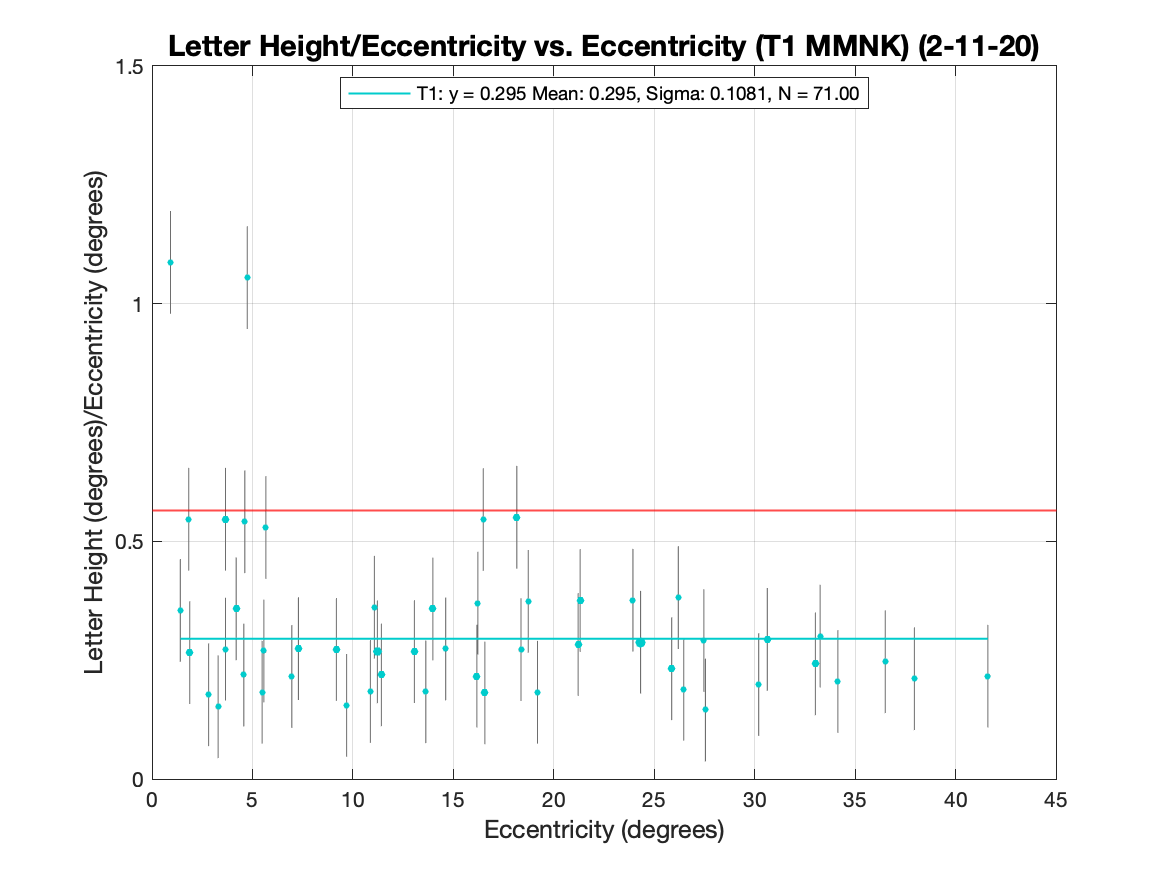 Letter Height/Eccentricity vs. Eccentricity (T1 MMNK) (2-11-20)
T1: y = 0.295 Mean: 0.295, Sigma: 0.1081, N = 71.00
Letter Height (degrees)/Eccentricity (degrees)
1.5
1
0.5
0
0 5 10 15 20 25 30 35 40 45
Eccentricity (degrees)